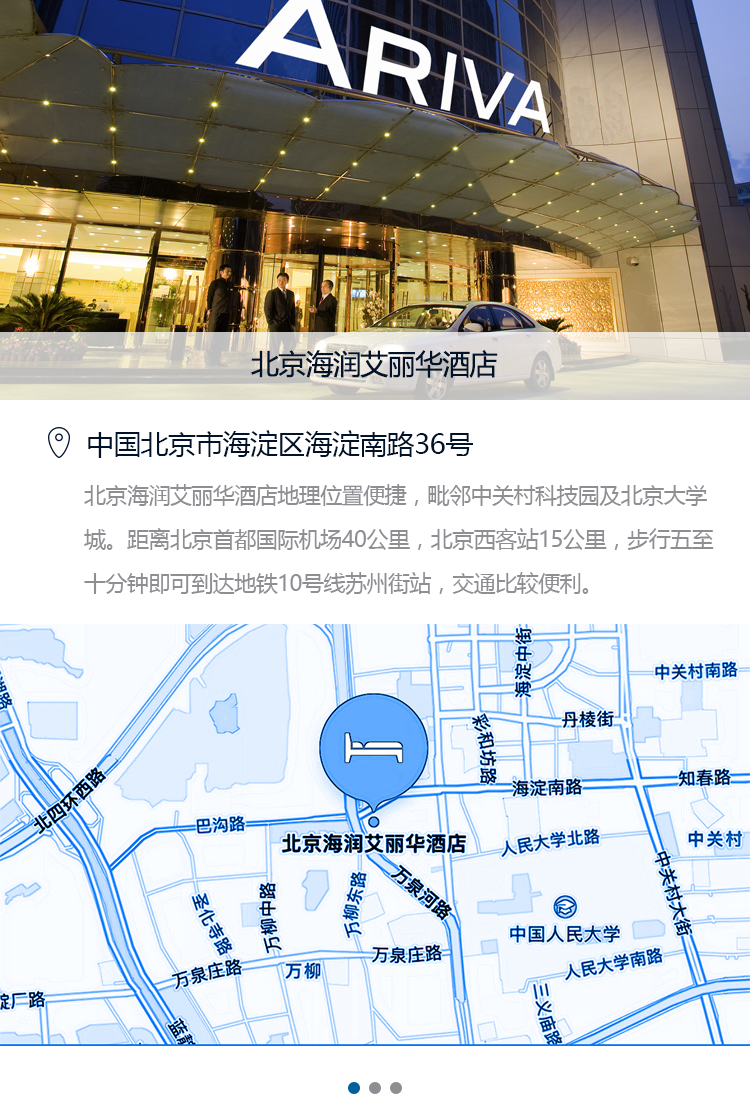 ARIVA
北京海润艾丽华酒店
中国北京市海淀区海淀南路36号
北京海润艾丽华酒店地理位置便捷，毗邻中关村科技园及北京大学
城。距离北京首都国际机场40公里，北京西客站15公里，步行五至
十分钟即可到达地铁10号线苏州街站，交通比较便利。
海淀中街
中关村南路
丹棱街
彩和坊路
北四环西路
海淀南路
知春路
巴沟路
北京海润艾丽华酒店
人民大学北路
中关村
中关村大街
万泉河路
圣化寺路
万柳中路
万柳东路
中国人民大学
万泉庄路
万柳
万泉庄路
人民大学南路
三义庙路